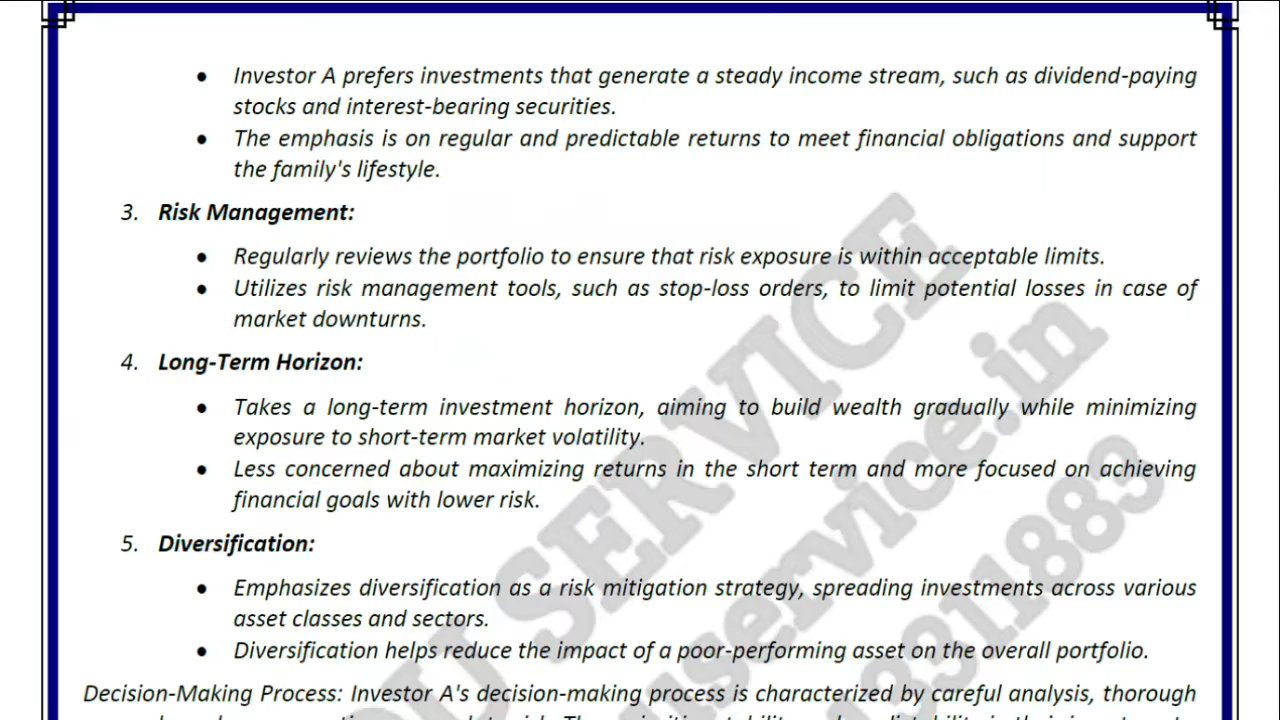 • Investor A prefers investments that generate a steady income stream, such as dividend-paying
stocks and interest-bearing securities.
• The emphasis is on regular and predictable returns to meet financial obligations and support
the family's lifestyle.
3. Risk Management:
• Regularly reviews the portfolio to ensure that risk exposure is within acceptable limits.
• Utilizes risk management tools, such as stop-loss orders, to limit potential losses in case of
market downturns.
4. Long-Term Horizon:
• Takes a long-term investment horizon, aiming to build wealth gradually while minimizing
exposure to short-term market volatility.
• Less concerned about maximizing returns in the short term and more focused on achieving
financial goals with lower risk.
5. Diversification:
• Emphasizes diversification as a risk mitigation strategy, spreading investments across various
asset classes and sectors.
• Diversification helps reduce the impact of a poor-performing asset on the overall portfolio.
Decision-Making Process: Investor A's decision-making process is characterized by careful analysis, thorough
SERVICE
service.in